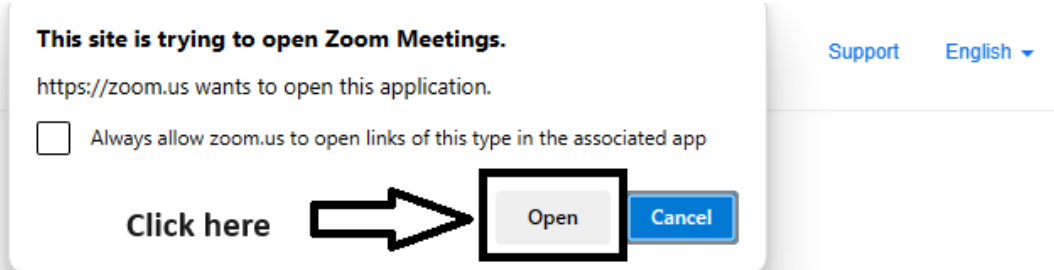 This site is trying to open Zoom Meetings.
Support English
https://zoom.us wants to open this application.
Always allow zoom.us to open links of this type in the associated app
Click here Open Cancel